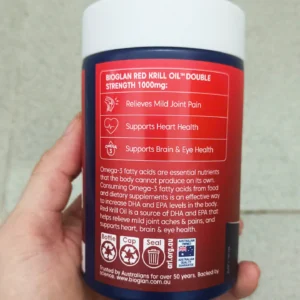 BIOGLAN RED KRILL OIL™ DOUBLE
STRENGTH 1000mg:
Relieves Mild Joint Pain
Supports Heart Health
Supports Brain & Eye Health
Omega-3 fatty acids are essential nutrients
that the body cannot produce on its own.
Consuming Omega-3 fatty acids from food
and dietary supplements is an effective way
to increase DHA and EPA levels in the body.
Red Krill Oil is a source of DHA and EPA that
helps relieve mild joint aches & pains, and
supports heart, brain & eye health.
Bottle Cap Seal
arl.org.au
Trusted by Australians for over 50 years. Backed by
science. www.bioglan.com.au